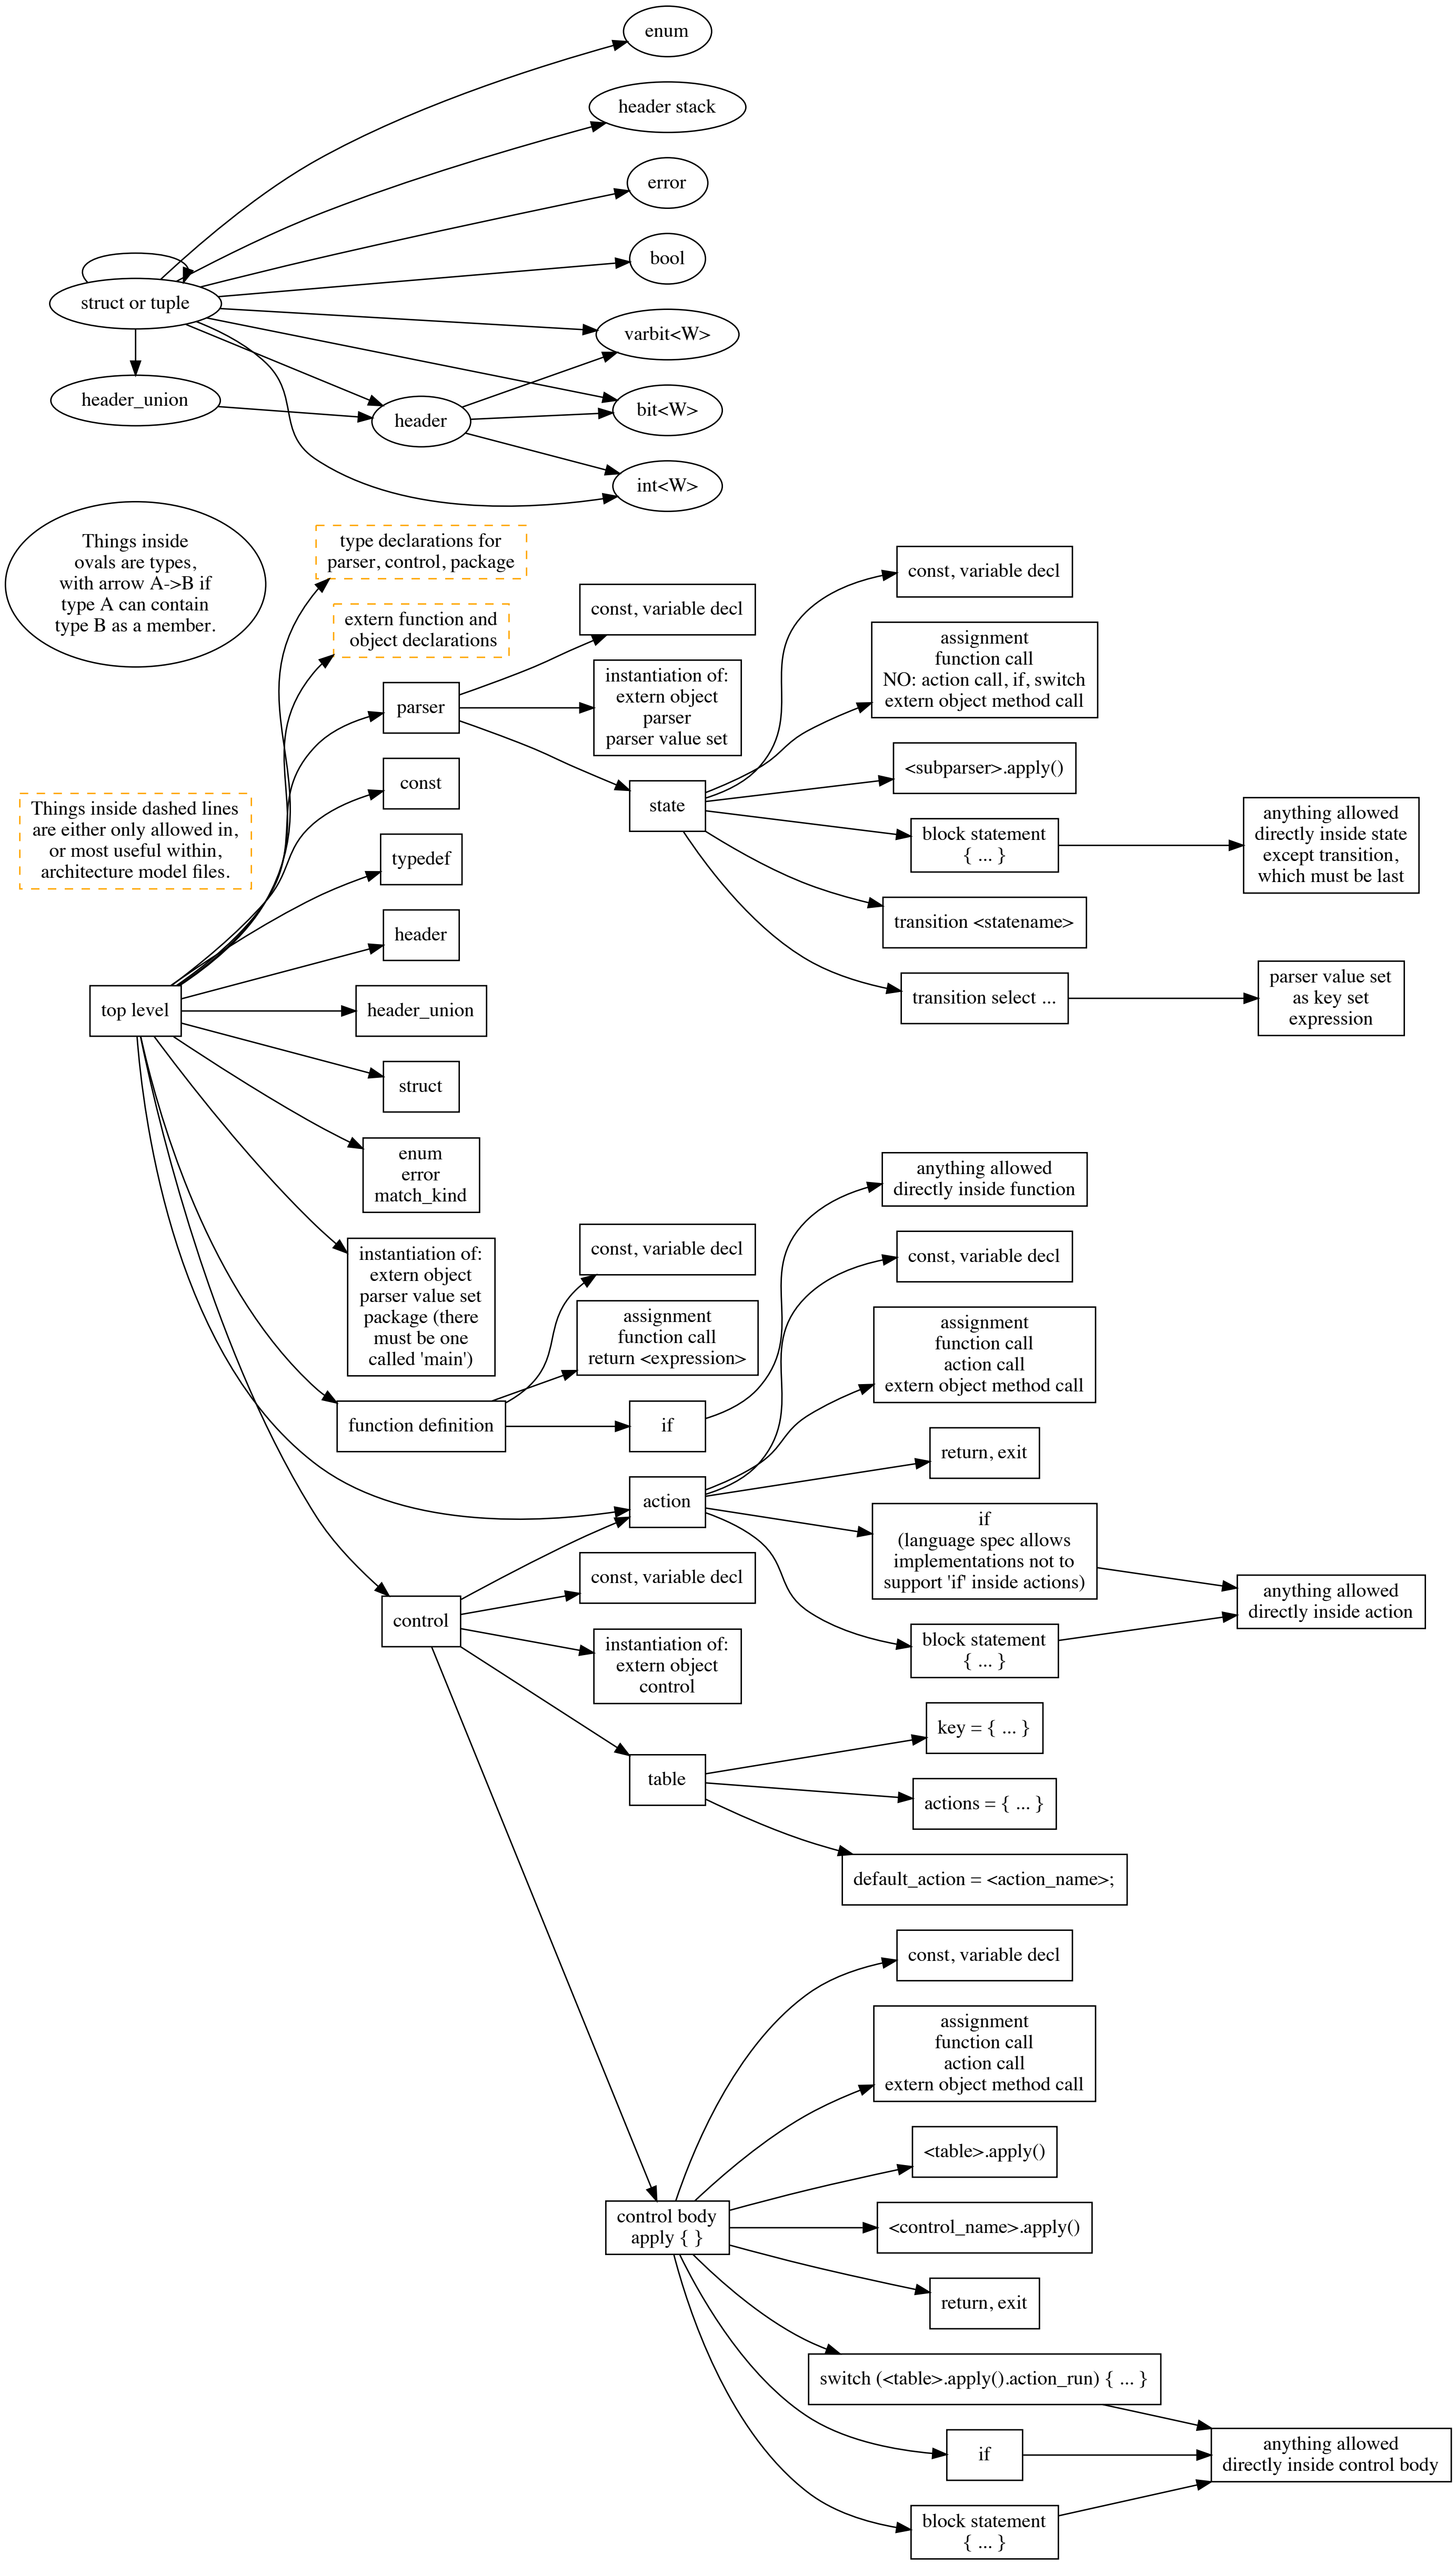 enum
header stack
error
bool
struct or tuple
varbit<W>
header_union
header
bit<W>
int<W>
Things inside
ovals are types,
with arrow A->B if
type A can contain
type B as a member.
type declarations for
parser, control, package
extern function and
object declarations
Things inside dashed lines
are either only allowed in,
or most useful within,
architecture model files.
top level
parser
const
typedef
header
header_union
struct
enum
error
match_kind
instantiation of:
extern object
parser value set
package (there
must be one
called 'main')
function definition
control
const, variable decl
instantiation of:
extern object
parser
parser value set
state
const, variable decl
assignment
function call
NO: action call, if, switch
extern object method call
<subparser>.apply()
block statement
{ ... }
anything allowed
directly inside state
except transition,
which must be last
transition <statename>
transition select ...
parser value set
as key set
expression
const, variable decl
assignment
function call
return <expression>
if
anything allowed
directly inside function
action
const, variable decl
assignment
function call
action call
extern object method call
return, exit
if
(language spec allows
implementations not to
support 'if' inside actions)
block statement
{ ... }
anything allowed
directly inside action
const, variable decl
instantiation of:
extern object
control
table
key = { ... }
actions = { ... }
default_action = <action_name>;
control body
apply { }
const, variable decl
assignment
function call
action call
extern object method call
<table>.apply()
<control_name>.apply()
return, exit
switch (<table>.apply().action_run) { ... }
if
block statement
{ ... }
anything allowed
directly inside control body